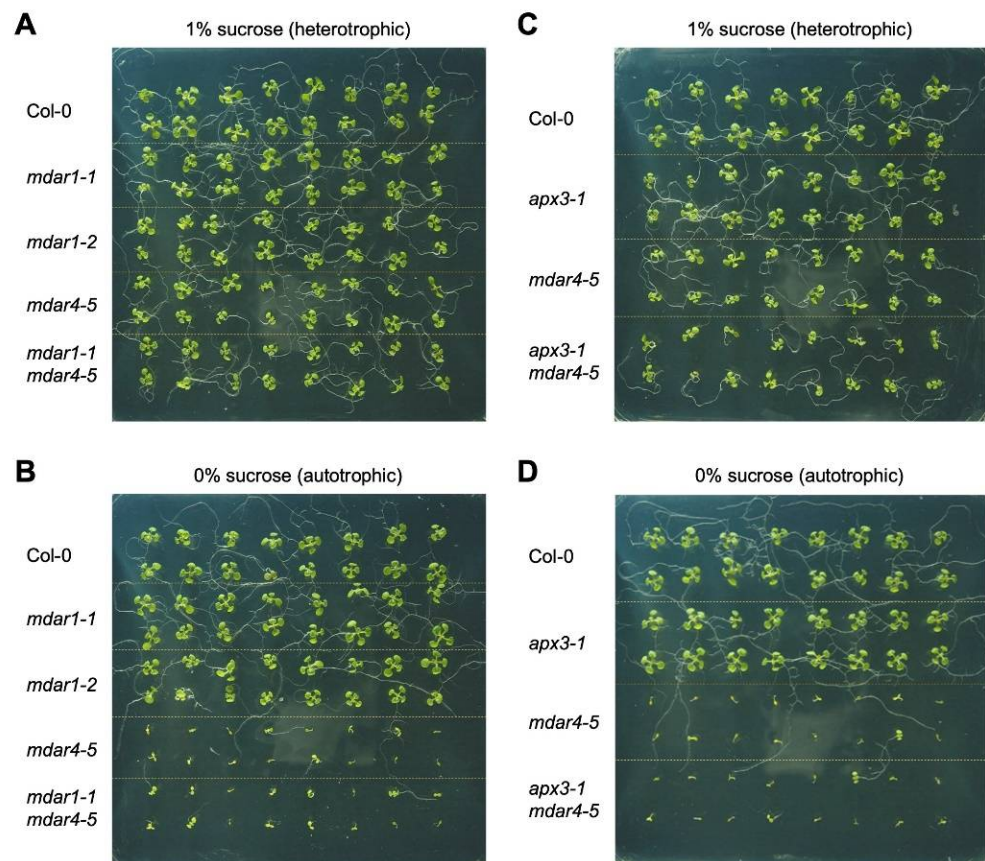 A
1% sucrose (heterotrophic)
Col-0
mdar1-1
mdar1-2
mdar4-5
mdar1-1
mdar4-5
B
0% sucrose (autotrophic)
Col-0
mdar1-1
mdar1-2
mdar4-5
mdar1-1
mdar4-5
C
1% sucrose (heterotrophic)
Col-0
apx3-1
mdar4-5
apx3-1
mdar4-5
D
0% sucrose (autotrophic)
Col-0
apx3-1
mdar4-5
apx3-1
mdar4-5